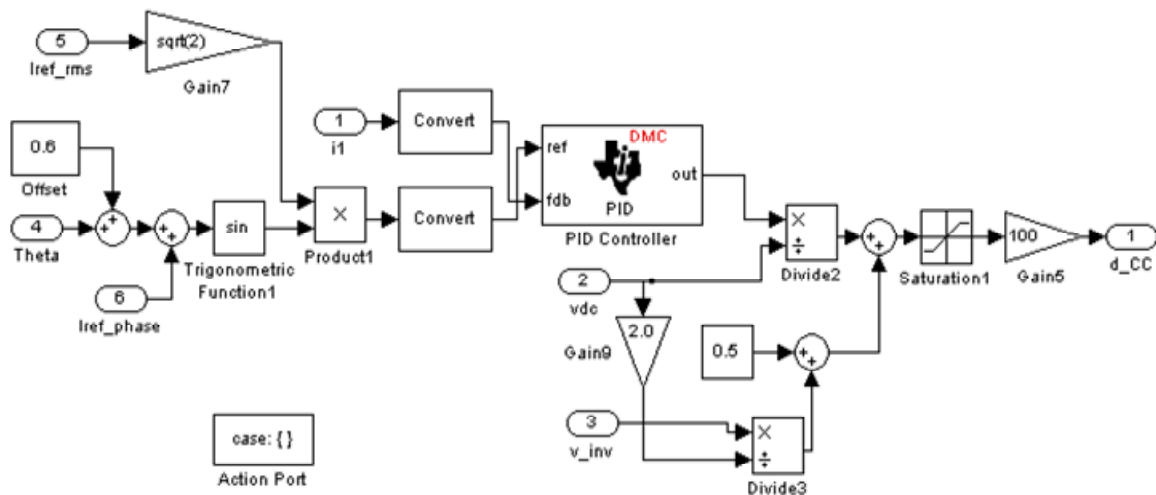 5
Iref_rms
sqrt(2)
Gain7
0.6
Offset
4
Theta
6
Iref_phase
sin
Trigonometric
Function1
×
Product1
1
i1
Convert
Convert
DMC
ref
fdb
out
PID
PID Controller
2
vdc
×
÷
Divide2
2.0
Gain9
0.5
3
v_inv
×
÷
Divide3
Saturation1
100
Gain5
1
d_CC
case: { }
Action Port